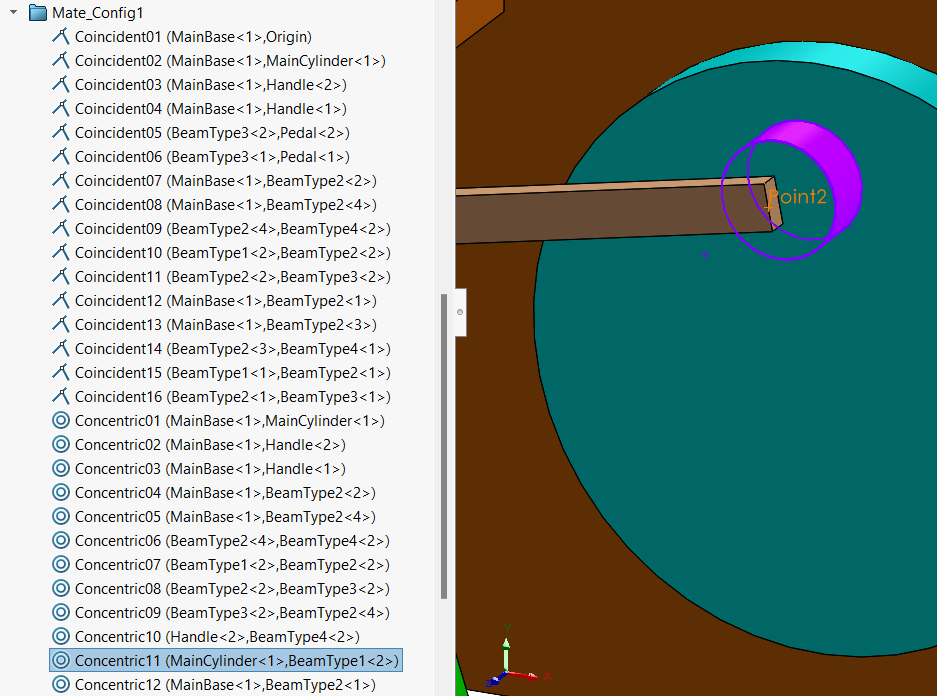 Mate_Config1
Coincident01 (MainBase<1>,Origin)
Coincident02 (MainBase<1>,MainCylinder<1>)
Coincident03 (MainBase<1>,Handle<2>)
Coincident04 (MainBase<1>,Handle<1>)
Coincident05 (BeamType3<2>,Pedal<2>)
Coincident06 (BeamType3<1>,Pedal<1>)
Coincident07 (MainBase<1>,BeamType2<2>)
Coincident08 (MainBase<1>,BeamType2<4>)
Coincident09 (BeamType2<4>,BeamType4<2>)
Coincident10 (BeamType1<2>,BeamType2<2>)
Coincident11 (BeamType2<2>,BeamType3<2>)
Coincident12 (MainBase<1>,BeamType2<1>)
Coincident13 (MainBase<1>,BeamType2<3>)
Coincident14 (BeamType2<3>,BeamType4<1>)
Coincident15 (BeamType1<1>,BeamType2<1>)
Coincident16 (BeamType2<1>,BeamType3<1>)
Concentric01 (MainBase<1>,MainCylinder<1>)
Concentric02 (MainBase<1>,Handle<2>)
Concentric03 (MainBase<1>,Handle<1>)
Concentric04 (MainBase<1>,BeamType2<2>)
Concentric05 (MainBase<1>,BeamType2<4>)
Concentric06 (BeamType2<4>,BeamType4<2>)
Concentric07 (BeamType1<2>,BeamType2<2>)
Concentric08 (BeamType2<2>,BeamType3<2>)
Concentric09 (BeamType3<2>,BeamType2<4>)
Concentric10 (Handle<2>,BeamType4<2>)
Concentric11 (MainCylinder<1>,BeamType1<2>)
Concentric12 (MainBase<1>,BeamType2<1>)
Point2
Y
X
Z